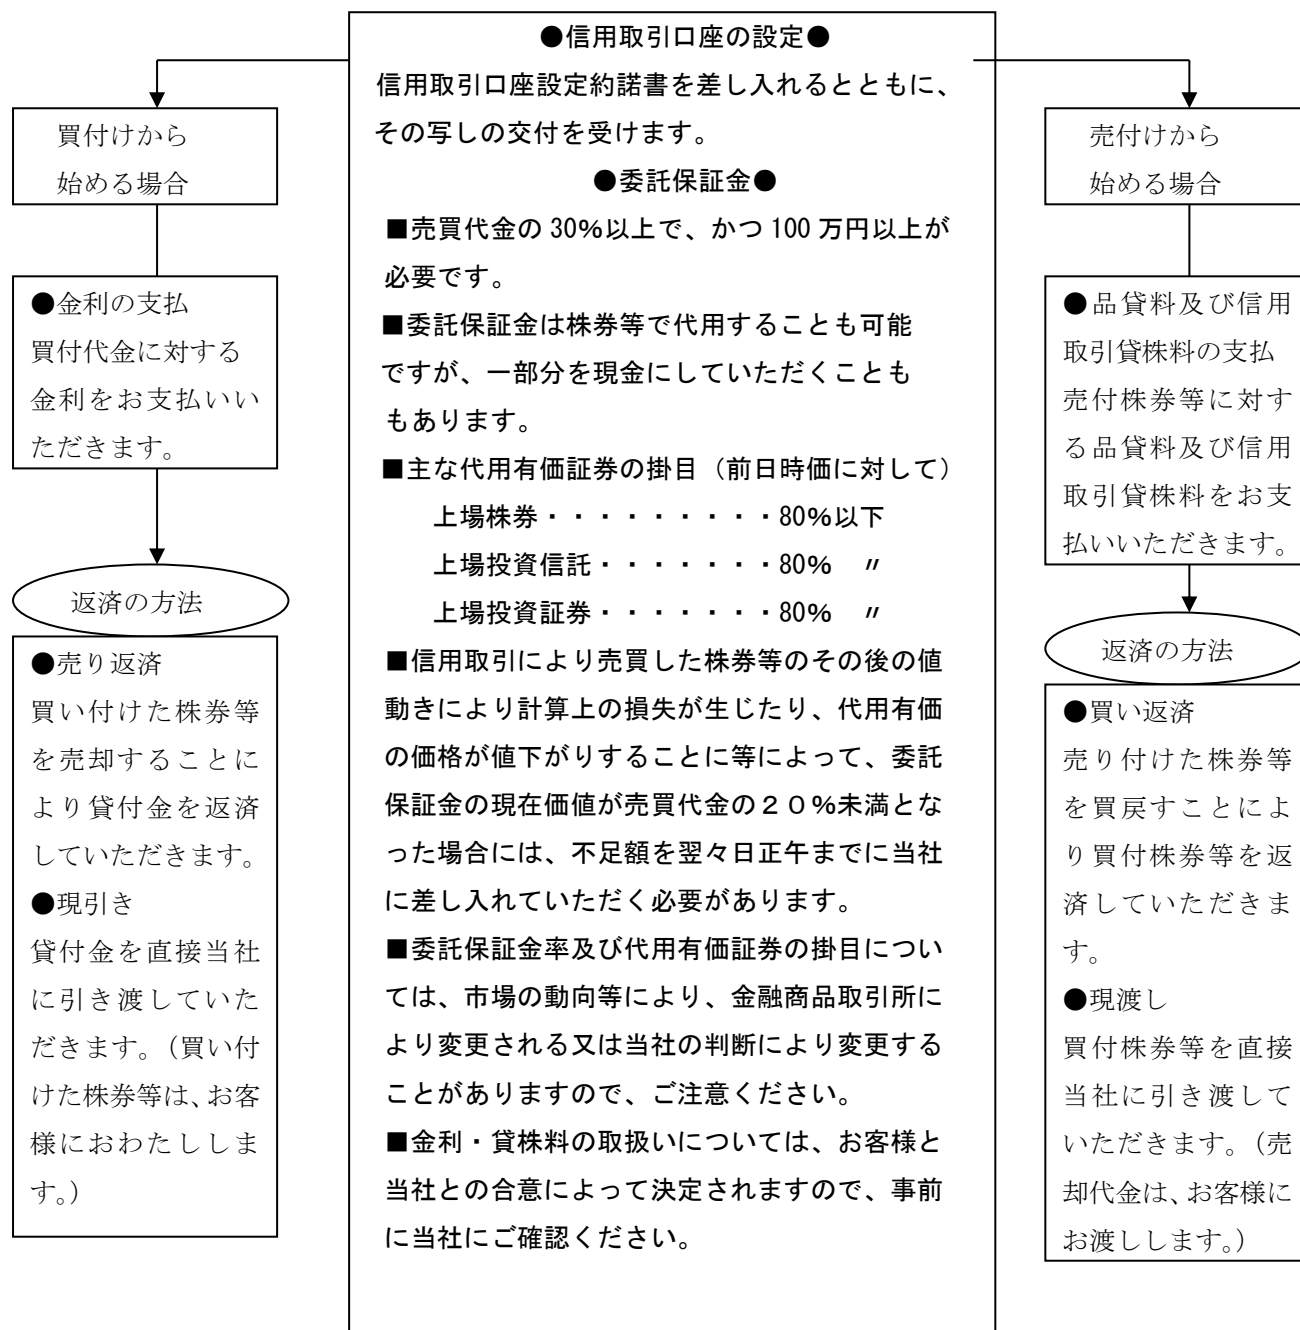 ●信用取引口座の設定●
信用取引口座設定約諾書を差し入れるとともに、
その写しの交付を受けます。
●委託保証金●
■売買代金の 30%以上で、かつ 100 万円以上が
必要です。
■委託保証金は株券等で代用することも可能
ですが、一部分を現金にしていただくことも
もあります。
■主な代用有価証券の掛目（前日時価に対して）
上場株券・・・・・・・・・80%以下
上場投資信託・・・・・・・80%　〃
上場投資証券・・・・・・・80%　〃
■信用取引により売買した株券等のその後の値
動きにより計算上の損失が生じたり、代用有価
の価格が値下がりすることに等によって、委託
保証金の現在価値が売買代金の２０%未満とな
った場合には、不足額を翌々日正午までに当社
に差し入れていただく必要があります。
■委託保証金率及び代用有価証券の掛目につい
ては、市場の動向等により、金融商品取引所に
より変更される又は当社の判断により変更する
ことがありますので、ご注意ください。
■金利・貸株料の取扱いについては、お客様と
当社との合意によって決定されますので、事前
に当社にご確認ください。
買付けから
始める場合
●金利の支払
買付代金に対する
金利をお支払いい
ただきます。
返済の方法
●売り返済
買い付けた株券等
を売却することに
より貸付金を返済
していただきます。
●現引き
貸付金を直接当社
に引き渡していた
だきます。（買い付
けた株券等は、お客
様におわたししま
す。）
売付けから
始める場合
●品貸料及び信用
取引貸株料の支払
売付株券等に対す
る品貸料及び信用
取引貸株料をお支
払いいただきます。
返済の方法
●買い返済
売り付けた株券等
を買戻すことによ
り買付株券等を返
済していただきま
す。
●現渡し
買付株券等を直接
当社に引き渡して
いただきます。（売
却代金は、お客様に
お渡しします。）